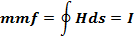 mmf = ∮ Hds = I